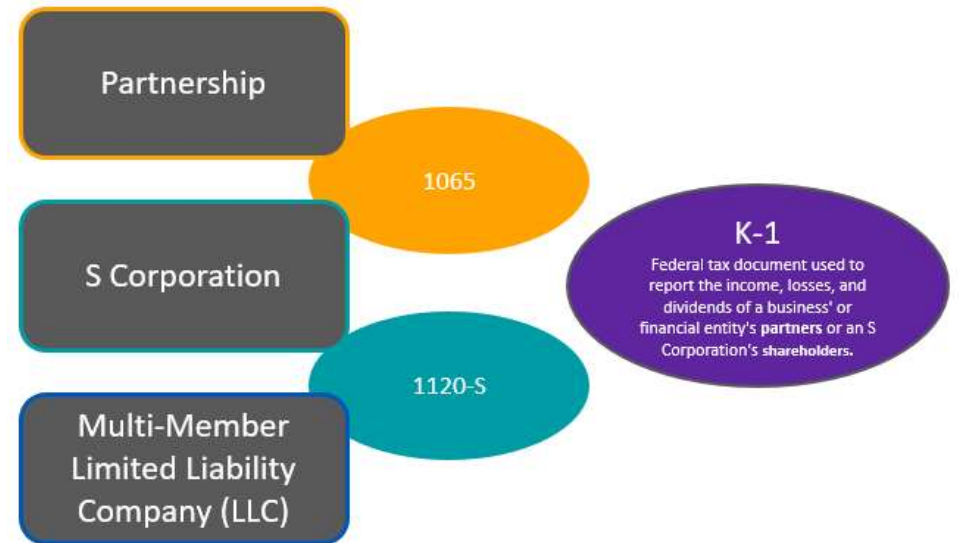 Partnership
1065
S Corporation
K-1
Federal tax document used to
report the income, losses, and
dividends of a business' or
financial entity's partners or an S
Corporation's shareholders.
1120-S
Multi-Member
Limited Liability
Company (LLC)